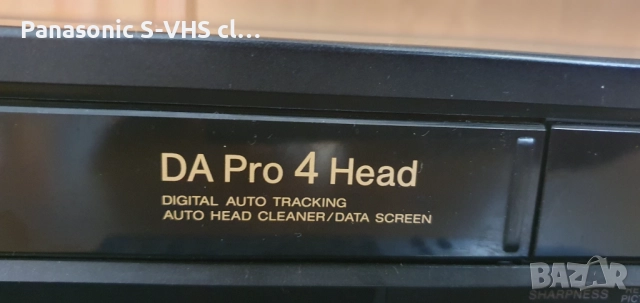 Panasonic S-VHS cl...
DA Pro 4 Head
DIGITAL AUTO TRACKING
AUTO HEAD CLEANER/DATA SCREEN
BAZAR
SHARPNESS